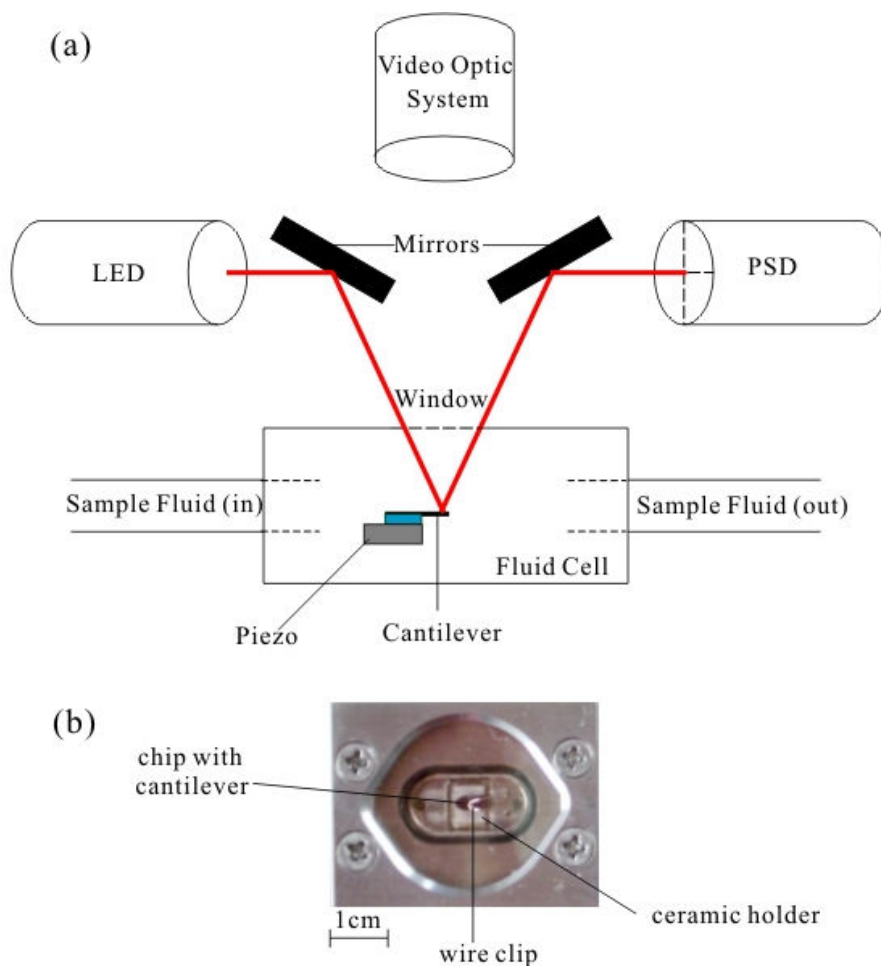 (a)
Video Optic
System
LED
Mirrors
PSD
Window
Sample Fluid (in)
Sample Fluid (out)
Fluid Cell
Piezo
Cantilever
(b)
chip with
cantilever
1cm
ceramic holder
wire clip